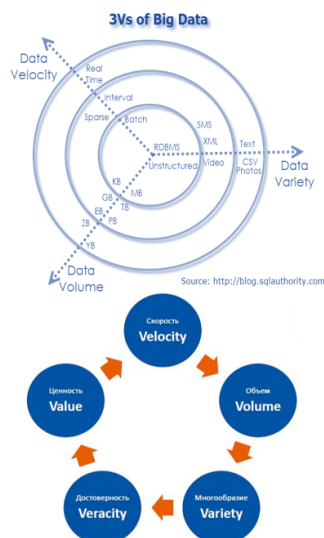 3Vs of Big Data
Data
Velocity
Real
Time
Interval
Sparse
Batch
SMS
XML
Text
RDBMS
Unstructured
Video
CSV
Photos
Data
Variety
KB
MB
GB
TB
EB
PB
ZB
YB
Data
Volume
Source: http://blog.sqlauthority.com
Скорость
Velocity
Ценность
Value
Объем
Volume
Достоверность
Veracity
Многообразие
Variety